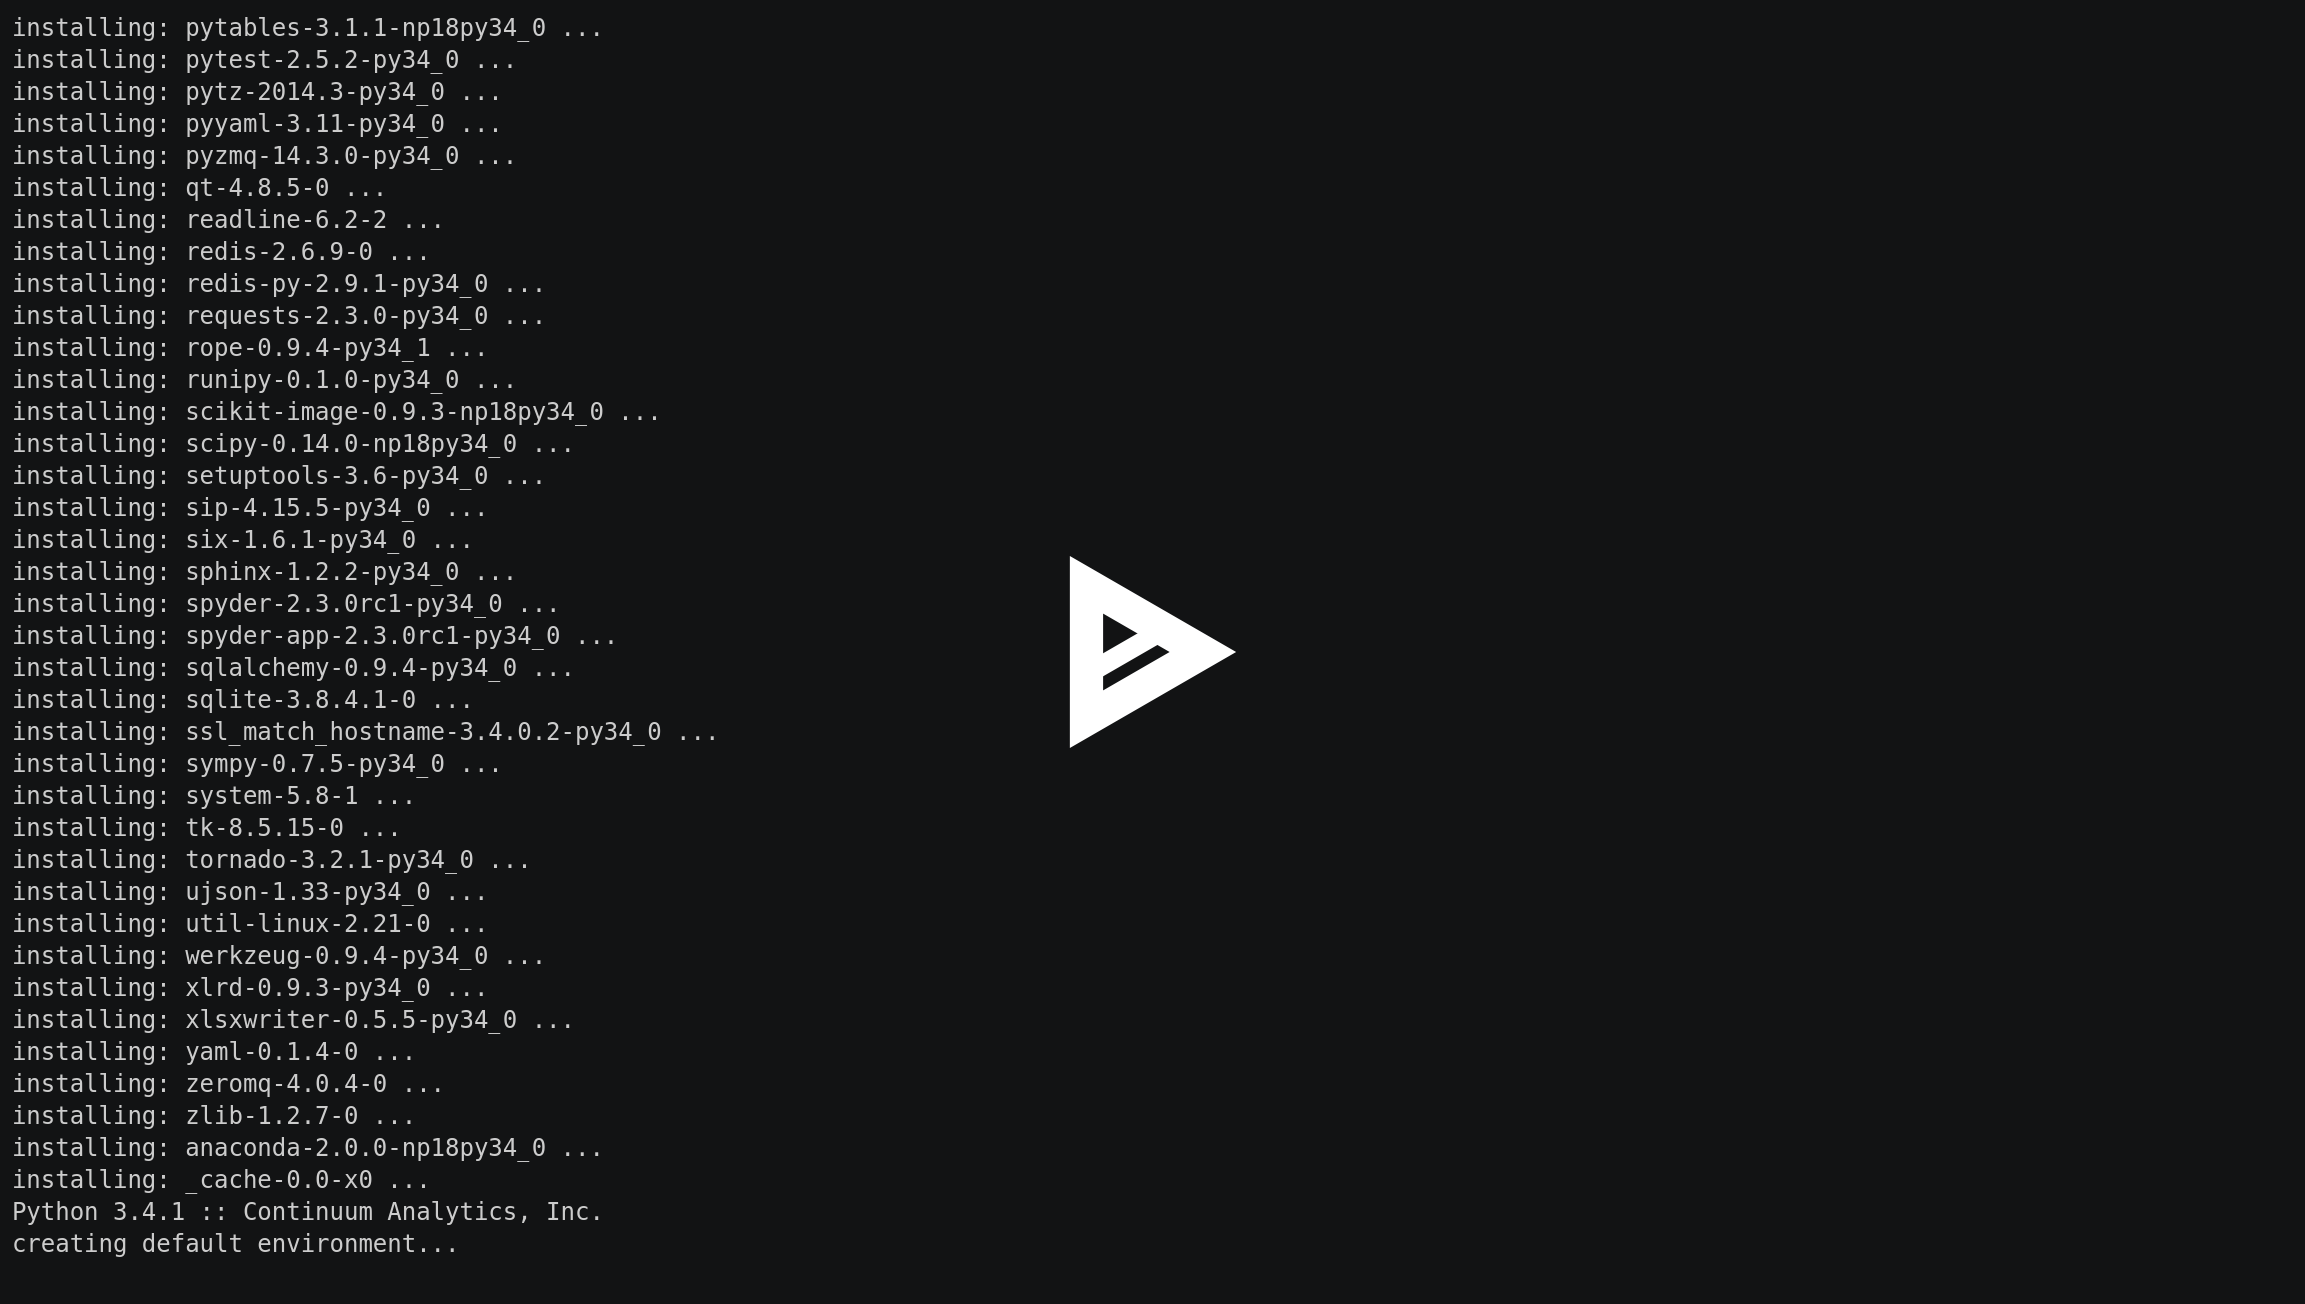 installing: pytables-3.1.1-np18py34_0 ...
installing: pytest-2.5.2-py34_0 ...
installing: pytz-2014.3-py34_0 ...
installing: pyyaml-3.11-py34_0 ...
installing: pyzmq-14.3.0-py34_0 ...
installing: qt-4.8.5-0 ...
installing: readline-6.2-2 ...
installing: redis-2.6.9-0 ...
installing: redis-py-2.9.1-py34_0 ...
installing: requests-2.3.0-py34_0 ...
installing: rope-0.9.4-py34_1 ...
installing: runipy-0.1.0-py34_0 ...
installing: scikit-image-0.9.3-np18py34_0 ...
installing: scipy-0.14.0-np18py34_0 ...
installing: setuptools-3.6-py34_0 ...
installing: sip-4.15.5-py34_0 ...
installing: six-1.6.1-py34_0 ...
installing: sphinx-1.2.2-py34_0 ...
installing: spyder-2.3.0rc1-py34_0 ...
installing: spyder-app-2.3.0rc1-py34_0 ...
installing: sqlalchemy-0.9.4-py34_0 ...
installing: sqlite-3.8.4.1-0 ...
installing: ssl_match_hostname-3.4.0.2-py34_0 ...
installing: sympy-0.7.5-py34_0 ...
installing: system-5.8-1 ...
installing: tk-8.5.15-0 ...
installing: tornado-3.2.1-py34_0 ...
installing: ujson-1.33-py34_0 ...
installing: util-linux-2.21-0 ...
installing: werkzeug-0.9.4-py34_0 ...
installing: xlrd-0.9.3-py34_0 ...
installing: xlsxwriter-0.5.5-py34_0 ...
installing: yaml-0.1.4-0 ...
installing: zeromq-4.0.4-0 ...
installing: zlib-1.2.7-0 ...
installing: anaconda-2.0.0-np18py34_0 ...
installing: _cache-0.0-x0 ...
Python 3.4.1 :: Continuum Analytics, Inc.
creating default environment...